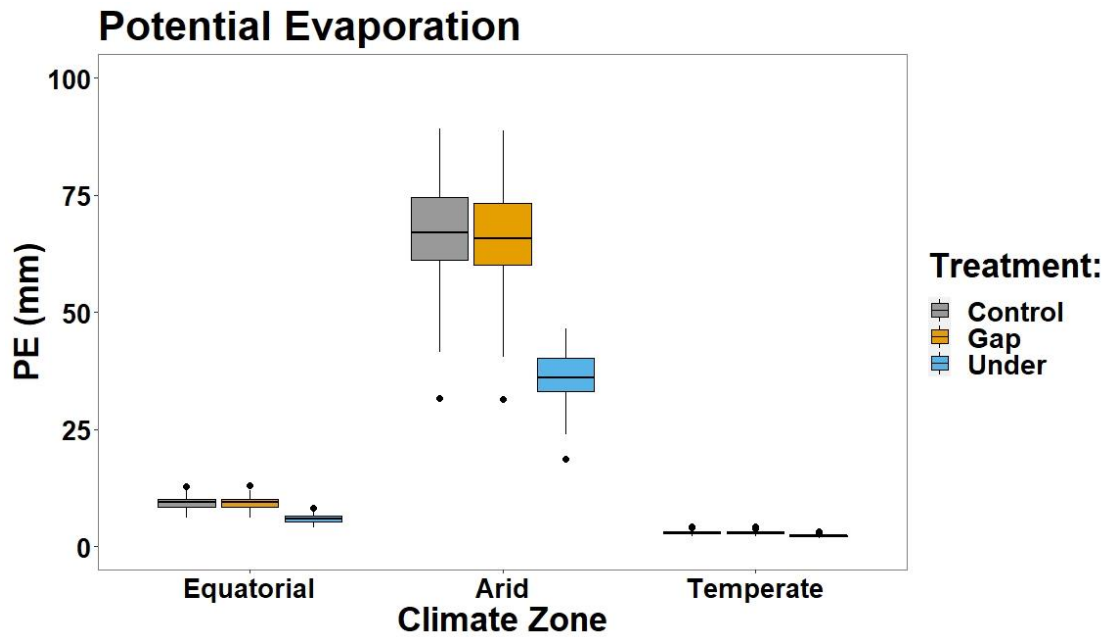 Potential Evaporation
100
75
50
25
0
PE (mm)
Equatorial Arid Temperate
Climate Zone
Treatment:
Control
Gap
Under